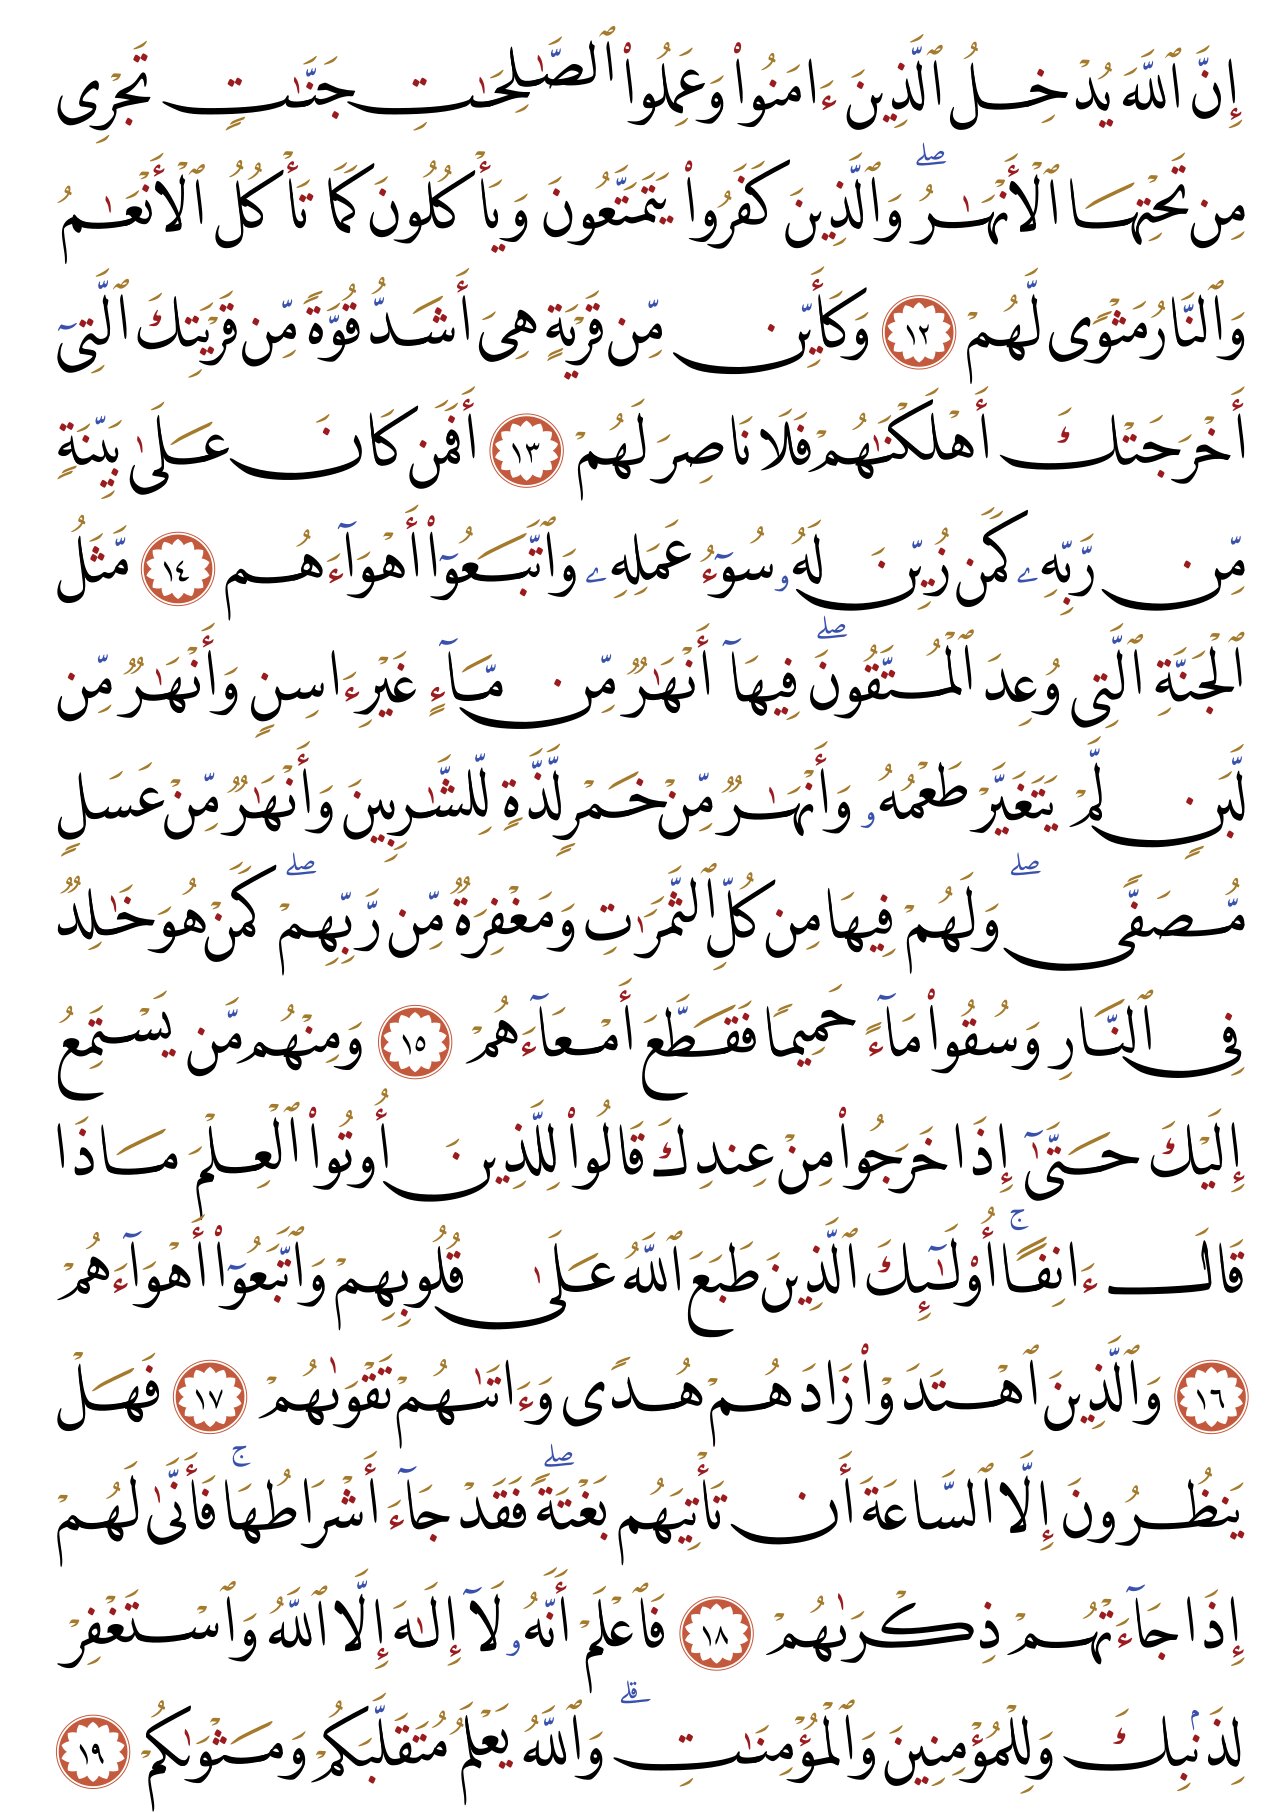 إِنَّ ٱللَّهَ يُدْخِلُ ٱلَّذِينَ ءَامَنُوا۟ وَعَمِلُوا۟ ٱلصَّـٰلِحَـٰتِ جَنَّـٰتٍ تَجْرِى
مِن تَحْتِهَا ٱلْأَنْهَـٰرُ ۖ وَٱلَّذِينَ كَفَرُوا۟ يَتَمَتَّعُونَ وَيَأْكُلُونَ كَمَا تَأْكُلُ ٱلْأَنْعَـٰمُ
وَٱلنَّارُ مَثْوًى لَّهُمْ ١٢ وَكَأَيِّن مِّن قَرْيَةٍ هِىَ أَشَدُّ قُوَّةً مِّن قَرْيَتِكَ ٱلَّتِىٓ
أَخْرَجَتْكَ أَهْلَكْنَـٰهُمْ فَلَا نَاصِرَ لَهُمْ ١٣ أَفَمَن كَانَ عَلَىٰ بَيِّنَةٍ
مِّن رَّبِّهِۦ كَمَن زُيِّنَ لَهُۥ سُوٓءُ عَمَلِهِۦ وَٱتَّبَعُوٓا۟ أَهْوَآءَهُم ١٤ مَّثَلُ
ٱلْجَنَّةِ ٱلَّتِى وُعِدَ ٱلْمُتَّقُونَ ۖ فِيهَآ أَنْهَـٰرٌ مِّن مَّآءٍ غَيْرِ ءَاسِنٍ وَأَنْهَـٰرٌ مِّن
لَّبَنٍ لَّمْ يَتَغَيَّرْ طَعْمُهُۥ وَأَنْهَـٰرٌ مِّنْ خَمْرٍ لَّذَّةٍ لِّلشَّـٰرِبِينَ وَأَنْهَـٰرٌ مِّنْ عَسَلٍ
مُّصَفًّى ۖ وَلَهُمْ فِيهَا مِن كُلِّ ٱلثَّمَرَٰتِ وَمَغْفِرَةٌ مِّن رَّبِّهِمْ ۖ كَمَنْ هُوَ خَـٰلِدٌ
فِى ٱلنَّارِ وَسُقُوا۟ مَآءً حَمِيمًا فَقَطَّعَ أَمْعَآءَهُمْ ١٥ وَمِنْهُم مَّن يَسْتَمِعُ
إِلَيْكَ حَتَّىٰٓ إِذَا خَرَجُوا۟ مِنْ عِندِكَ قَالُوا۟ لِلَّذِينَ أُوتُوا۟ ٱلْعِلْمَ مَاذَا
قَالَ ءَانِفًا ۚ أُو۟لَـٰٓئِكَ ٱلَّذِينَ طَبَعَ ٱللَّهُ عَلَىٰ قُلُوبِهِمْ وَٱتَّبَعُوٓا۟ أَهْوَآءَهُمْ
١٦ وَٱلَّذِينَ ٱهْتَدَوْا۟ زَادَهُمْ هُدًى وَءَاتَىٰهُمْ تَقْوَىٰهُمْ ١٧ فَهَلْ
يَنظُرُونَ إِلَّا ٱلسَّاعَةَ أَن تَأْتِيَهُم بَغْتَةً ۖ فَقَدْ جَآءَ أَشْرَاطُهَا ۚ فَأَنَّىٰ لَهُمْ
إِذَا جَآءَتْهُمْ ذِكْرَىٰهُمْ ١٨ فَٱعْلَمْ أَنَّهُۥ لَآ إِلَـٰهَ إِلَّا ٱللَّهُ وَٱسْتَغْفِرْ
لِذَنۢبِكَ وَلِلْمُؤْمِنِينَ وَٱلْمُؤْمِنَـٰتِ ۗ وَٱللَّهُ يَعْلَمُ مُتَقَلَّبَكُمْ وَمَثْوَىٰكُمْ ١٩